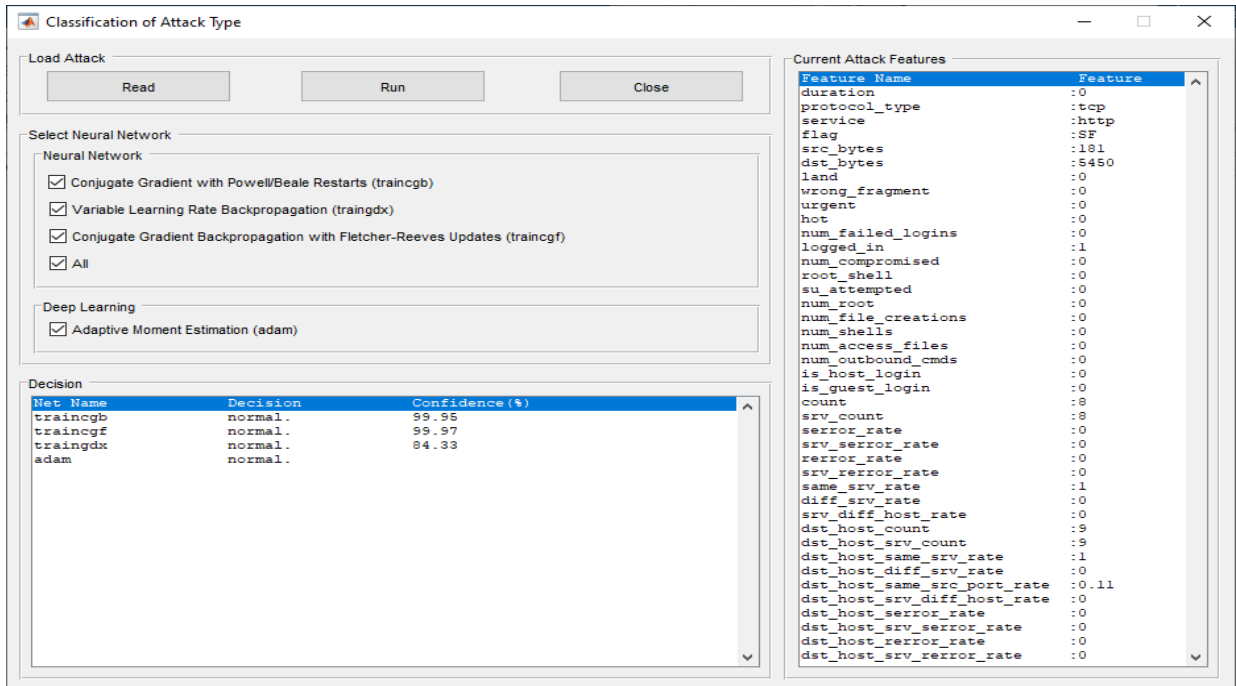 Classification of Attack Type
Load Attack
Read Run Close
Select Neural Network
Neural Network
Conjugate Gradient with Powell/Beale Restarts (traincgb)
Variable Learning Rate Backpropagation (traingdx)
Conjugate Gradient Backpropagation with Fletcher-Reeves Updates (traincgf)
All
Deep Learning
Adaptive Moment Estimation (adam)
Decision
Net Name Decision Confidence(%)
traincgb normal. 99.95
traincgf normal. 99.97
traingdx normal. 84.33
adam normal.
Current Attack Features
Feature Name Feature
duration :0
protocol_type :tcp
service :http
flag :SF
src_bytes :181
dst_bytes :5450
land :0
wrong_fragment :0
urgent :0
hot :0
num_failed_logins :0
logged_in :1
num_compromised :0
root_shell :0
su_attempted :0
num_root :0
num_file_creations :0
num_shells :0
num_access_files :0
num_outbound_cmds :0
is_host_login :0
is_guest_login :0
count :8
srv_count :8
serror_rate :0
srv_serror_rate :0
rerror_rate :0
srv_rerror_rate :0
same_srv_rate :1
diff_srv_rate :0
srv_diff_host_rate :0
dst_host_count :9
dst_host_srv_count :9
dst_host_same_srv_rate :1
dst_host_diff_srv_rate :0
dst_host_same_src_port_rate :0.11
dst_host_srv_diff_host_rate :0
dst_host_serror_rate :0
dst_host_srv_serror_rate :0
dst_host_rerror_rate :0
dst_host_srv_rerror_rate :0